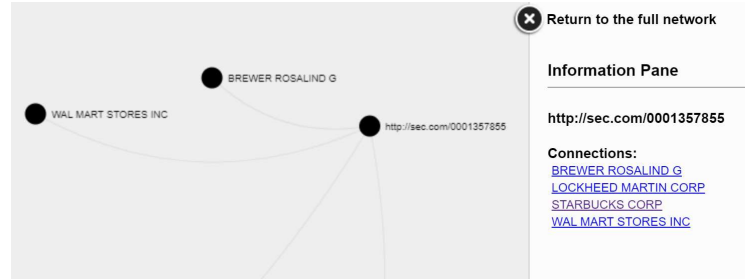 BREWER ROSALIND G
WAL MART STORES INC
http://sec.com/0001357855
Return to the full network
Information Pane
http://sec.com/0001357855
Connections:
BREWER ROSALIND G
LOCKHEED MARTIN CORP
STARBUCKS CORP
WAL MART STORES INC